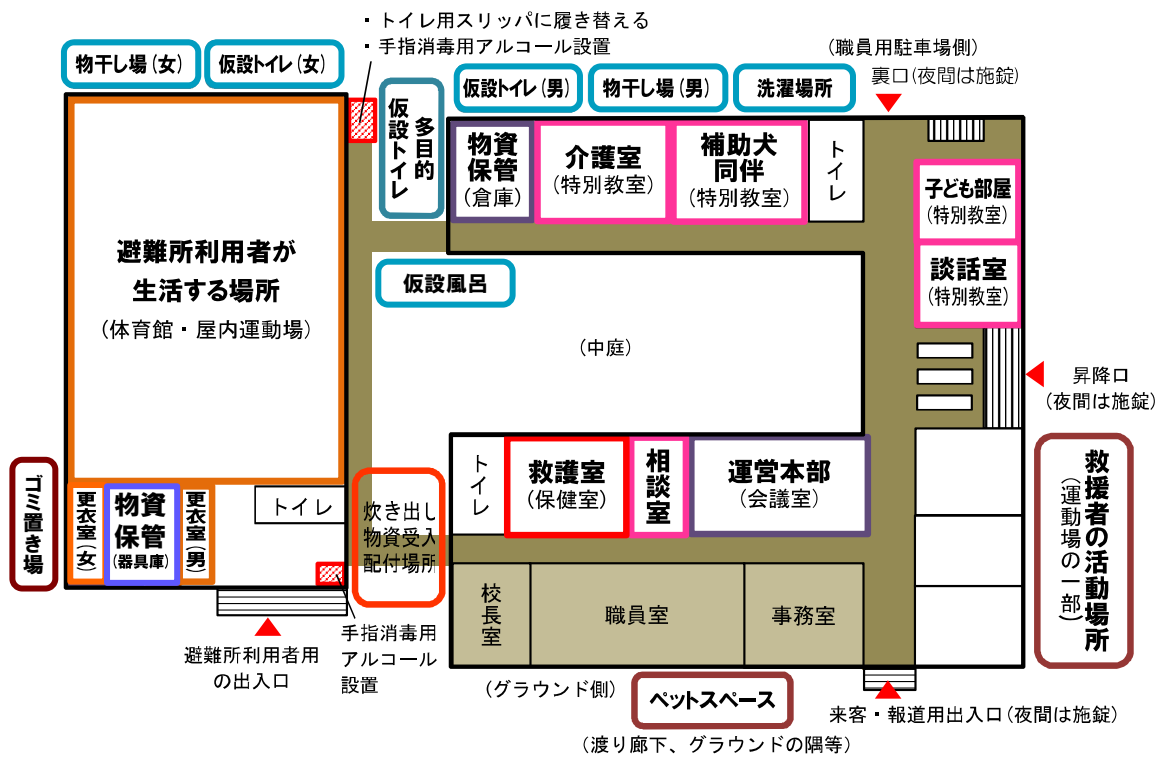 ・トイレ用スリッパに履き替える
・手指消毒用アルコール設置
物干し場(女)
仮設トイレ(女)
多目的
仮設トイレ
仮設トイレ(男)
物干し場(男)
洗濯場所
(職員用駐車場側)
裏口(夜間は施錠)
物資
保管
(倉庫)
介護室
(特別教室)
補助犬
同伴
(特別教室)
トイレ
子ども部屋
(特別教室)
談話室
(特別教室)
避難所利用者が
生活する場所
(体育館・屋内運動場)
仮設風呂
(中庭)
昇降口
(夜間は施錠)
ゴミ置き場
更衣室(女)
物資
保管
(器具庫)
更衣室(男)
トイレ
炊き出し
物資受入
配付場所
トイレ
救護室
(保健室)
相談室
運営本部
(会議室)
救援者の活動場所
(運動場の一部)
校長室
職員室
事務室
避難所利用者用
の出入口
手指消毒用
アルコール
設置
(グラウンド側)
ペットスペース
(渡り廊下、グラウンドの隅等)
来客・報道用出入口(夜間は施錠)